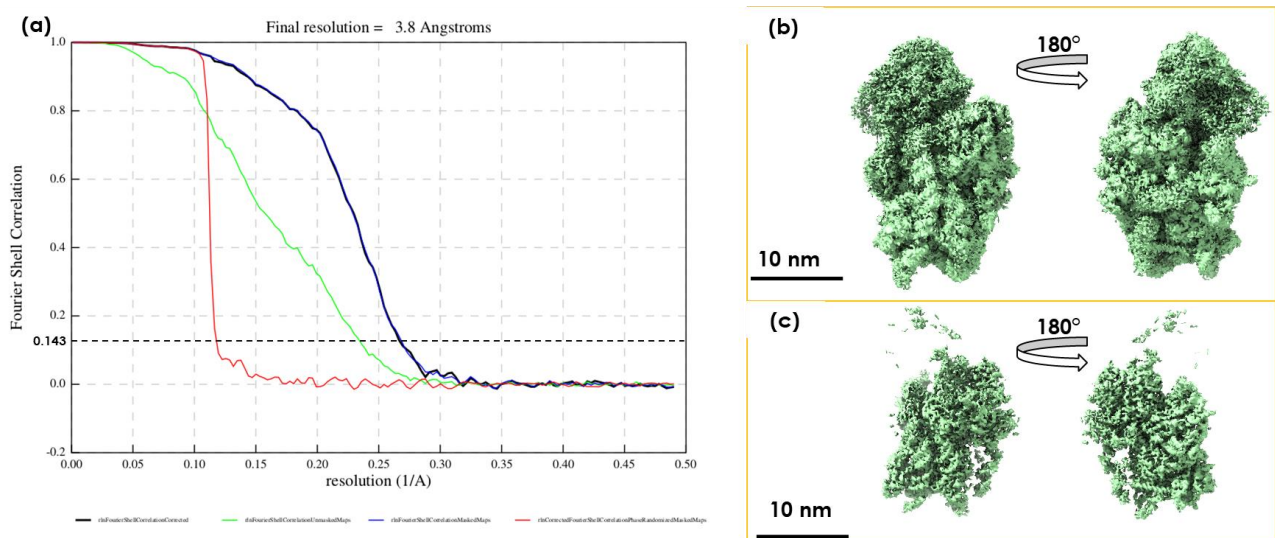 (a)
Final resolution = 3.8 Angstroms
1.0
0.8
0.6
0.4
0.2
0.143
0.0
-0.2
Fourier Shell Correlation
0.00 0.05 0.10 0.15 0.20 0.25 0.30 0.35 0.40 0.45 0.50
resolution (1/A)
rlnFourierShellCorrelationCorrected rlnFourierShellCorrelationUnmaskedMaps rlnFourierShellCorrelationMaskedMaps rlnCorrectedFourierShellCorrelationPhaseRandomizedMaskedMaps
(b)
180°
10 nm
(c)
180°
10 nm